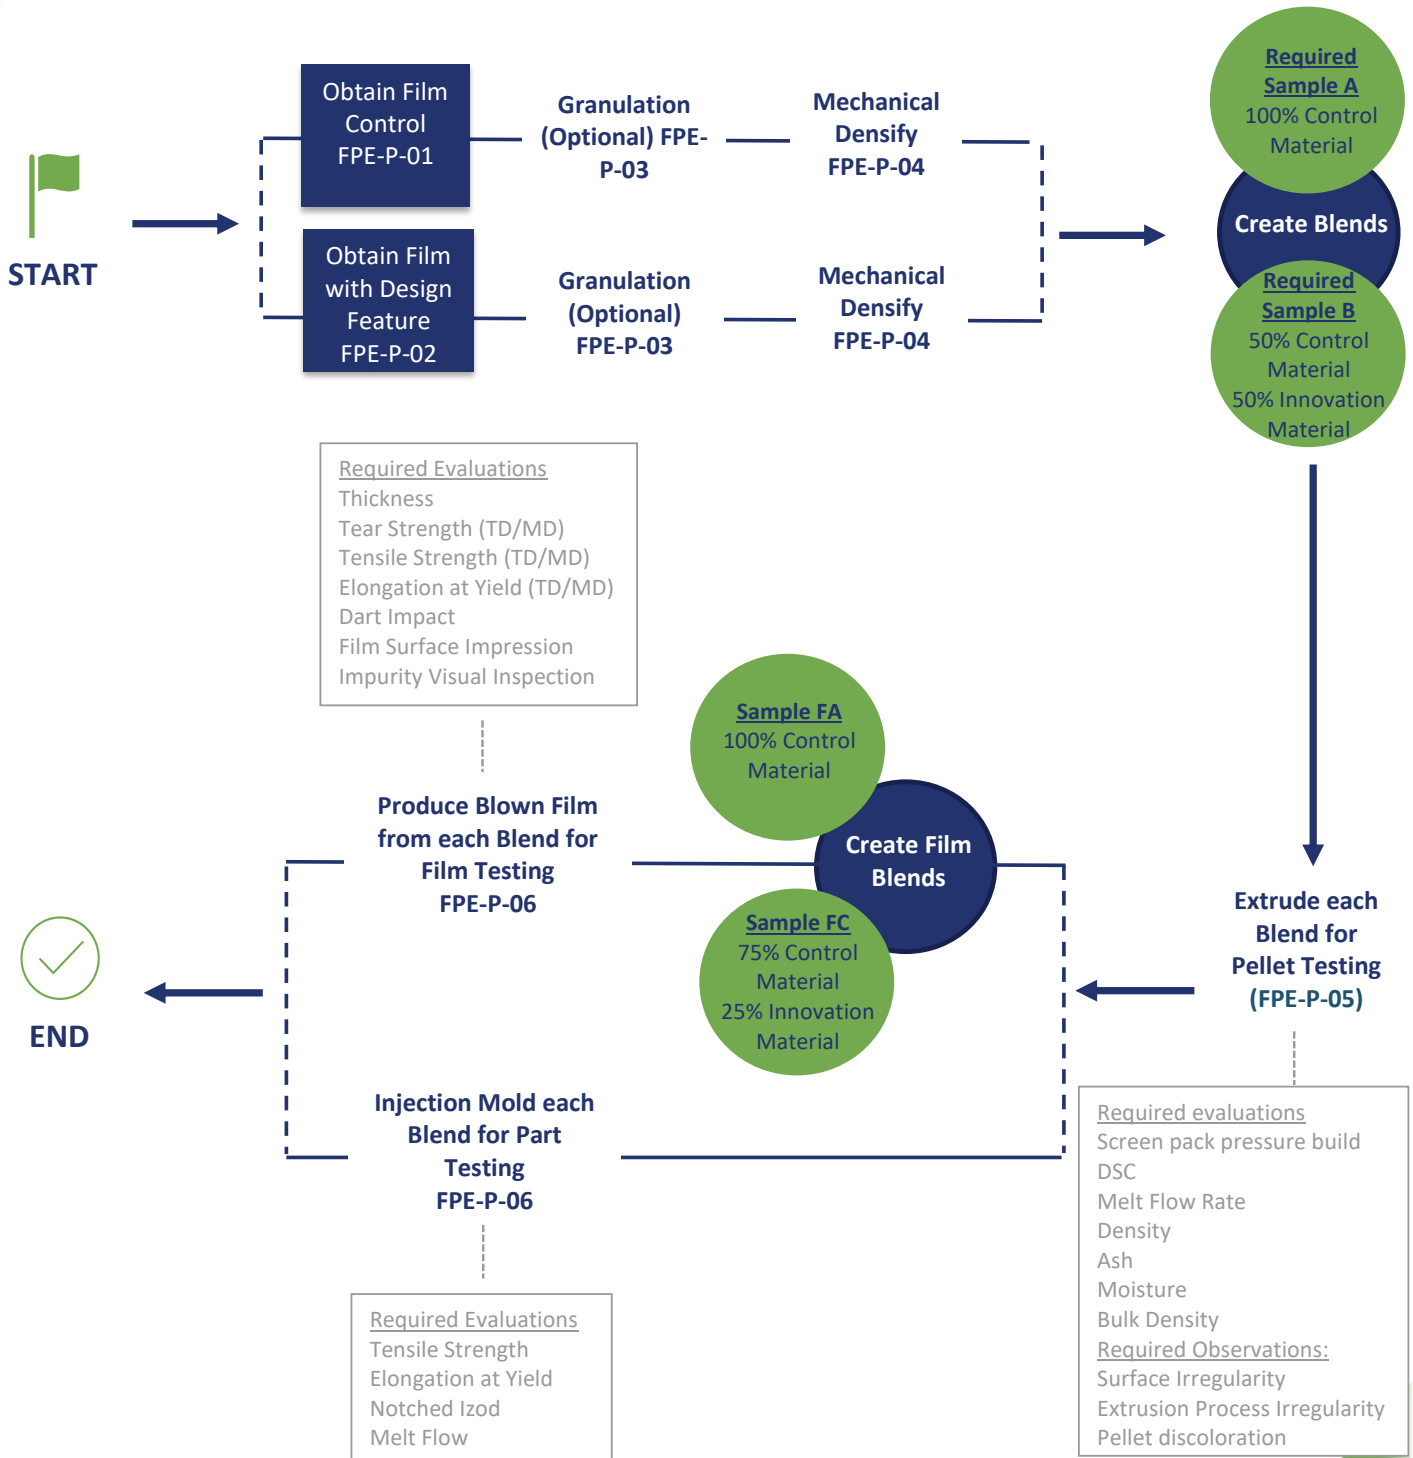 START
Obtain Film
Control
FPE-P-01
Granulation
(Optional) FPE-
P-03
Mechanical
Densify
FPE-P-04
Obtain Film
with Design
Feature
FPE-P-02
Granulation
(Optional)
FPE-P-03
Mechanical
Densify
FPE-P-04
Required
Sample A
100% Control
Material
Create Blends
Required
Sample B
50% Control
Material
50% Innovation
Material
Extrude each
Blend for
Pellet Testing
(FPE-P-05)
Required evaluations
Screen pack pressure build
DSC
Melt Flow Rate
Density
Ash
Moisture
Bulk Density
Required Observations:
Surface Irregularity
Extrusion Process Irregularity
Pellet discoloration
Sample FA
100% Control
Material
Create Film
Blends
Sample FC
75% Control
Material
25% Innovation
Material
Required Evaluations
Thickness
Tear Strength (TD/MD)
Tensile Strength (TD/MD)
Elongation at Yield (TD/MD)
Dart Impact
Film Surface Impression
Impurity Visual Inspection
Produce Blown Film
from each Blend for
Film Testing
FPE-P-06
Injection Mold each
Blend for Part
Testing
FPE-P-06
Required Evaluations
Tensile Strength
Elongation at Yield
Notched Izod
Melt Flow
END